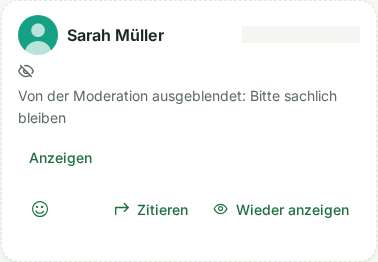 Sarah Müller
Von der Moderation ausgeblendet: Bitte sachlich
bleiben
Anzeigen
Zitieren
Wieder anzeigen